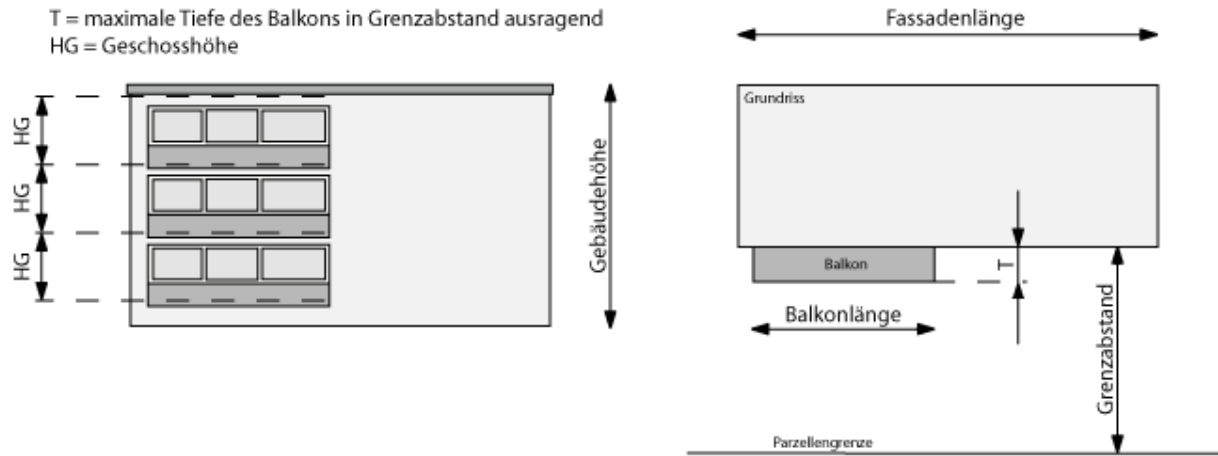 T = maximale Tiefe des Balkons in Grenzabstand ausragend
HG = Geschosshöhe
HG
HG
HG
Gebäudehöhe
Fassadenlänge
Grundriss
Balkon
T
Balkonlänge
Grenzabstand
Parzellengrenze